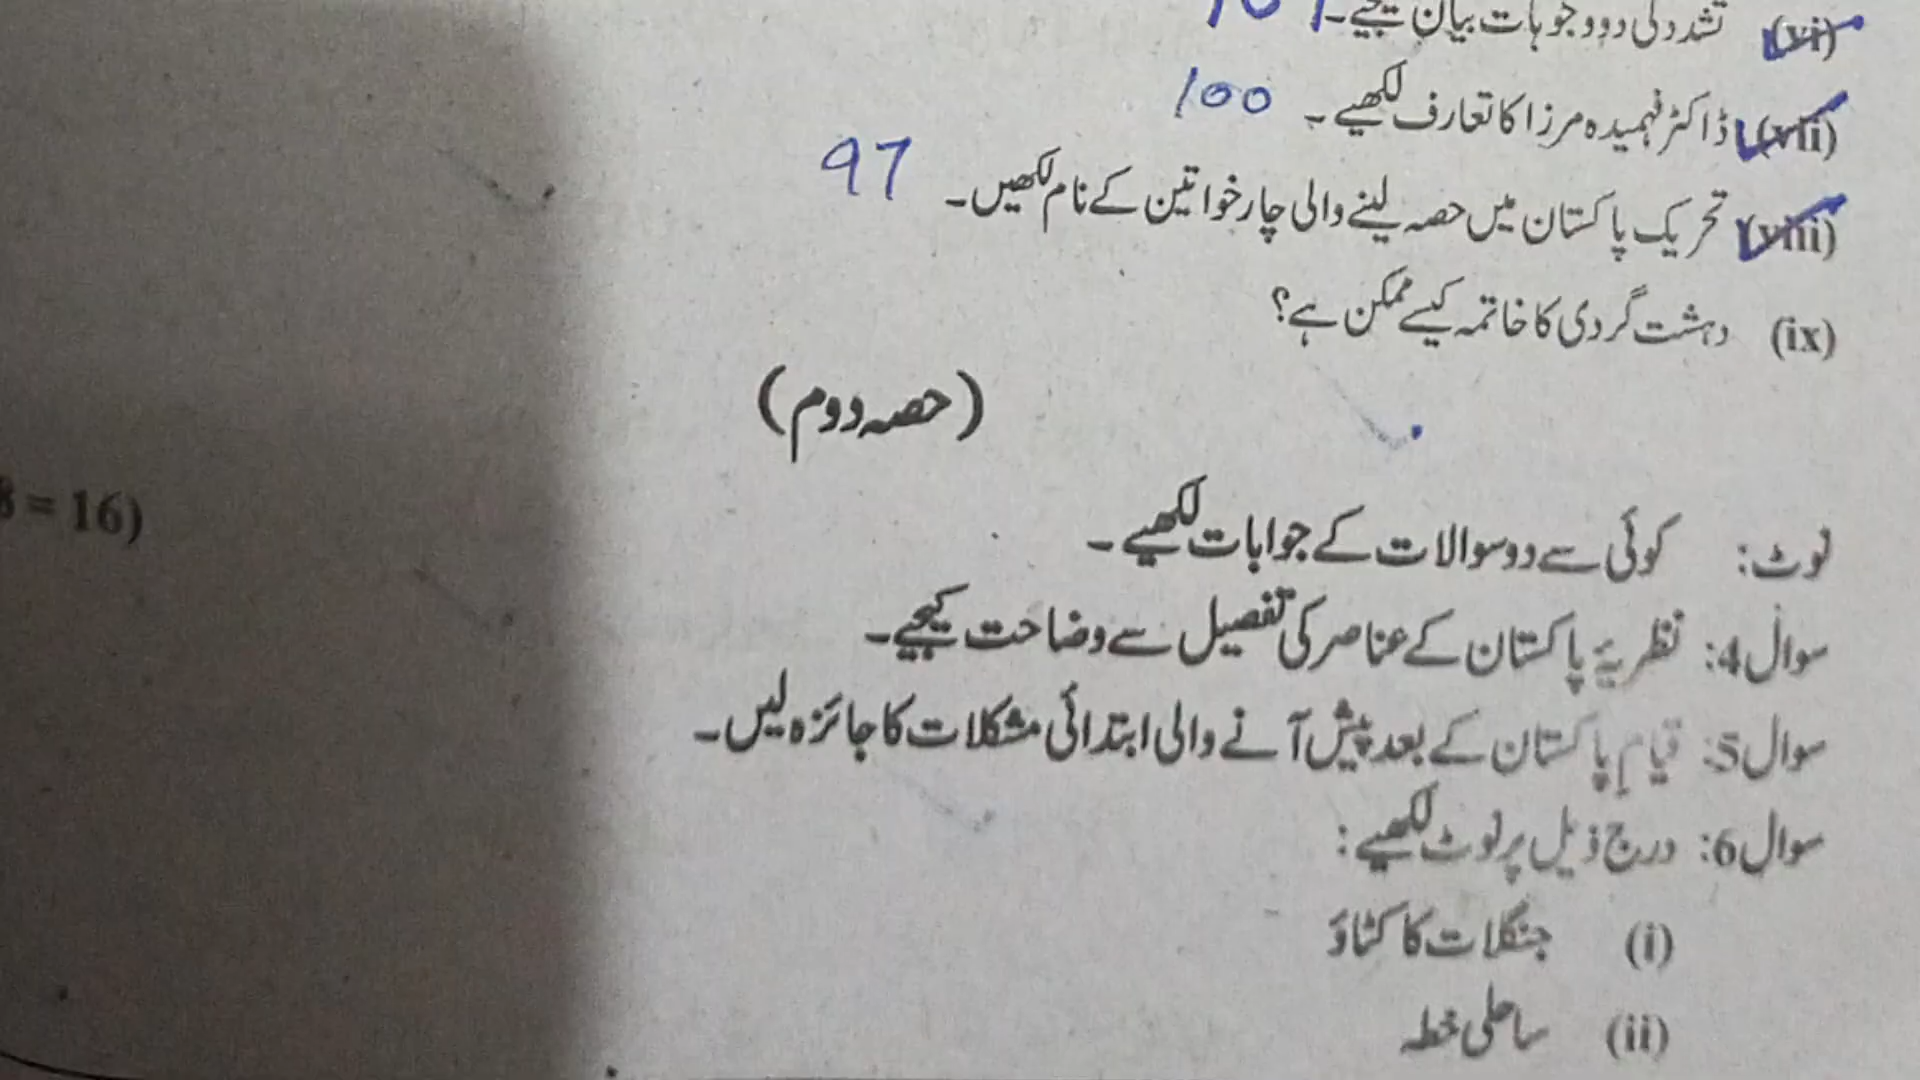 (vi) تشدد کی دو وجوہات بیان کیجیے۔
(vii) ڈاکٹر فہمیدہ مرزا کا تعارف لکھیے۔ 100
(viii) تحریک پاکستان میں حصہ لینے والی چار خواتین کے نام لکھیں۔ 97
(ix) دہشت گردی کا خاتمہ کیسے ممکن ہے؟
(حصہ دوم)
= 16)
نوٹ: کوئی سے دو سوالات کے جوابات لکھیے۔
سوال 4: نظریۂ پاکستان کے عناصر کی تفصیل سے وضاحت کیجیے۔
سوال 5: قیامِ پاکستان کے بعد پیش آنے والی ابتدائی مشکلات کا جائزہ لیں۔
سوال 6: درج ذیل پر نوٹ لکھیے:
(i) جنگلات کا کٹاؤ
(ii) ساحلی خطہ